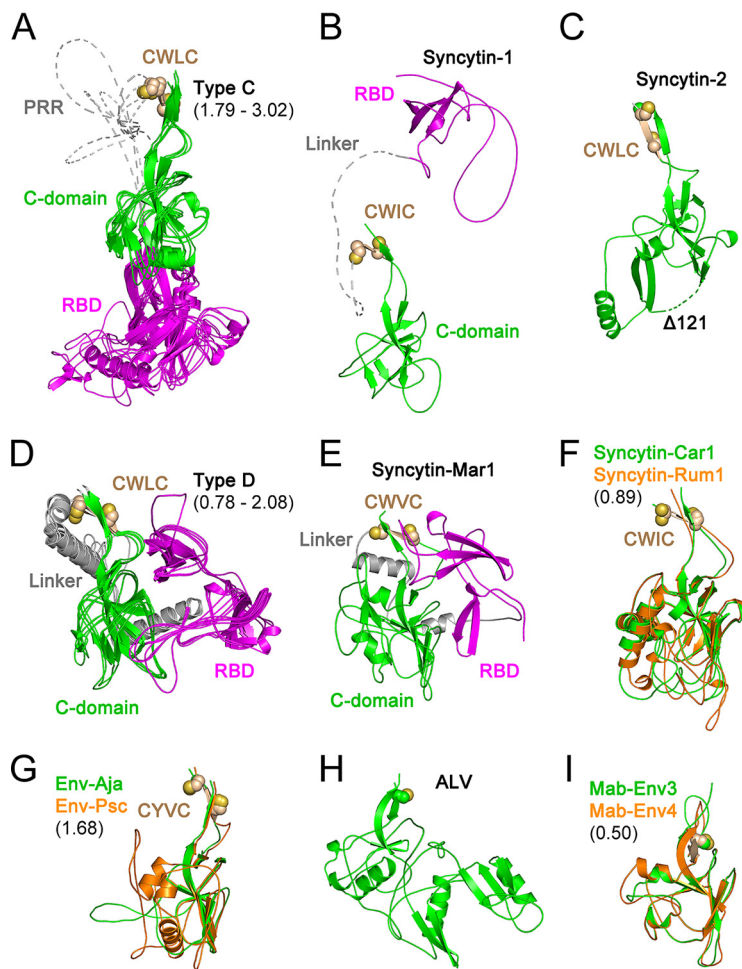 A
CWLC
Type C
(1.79 - 3.02)
PRR
C-domain
RBD
B
Syncytin-1
RBD
Linker
CWIC
C-domain
C
Syncytin-2
CWLC
Δ121
D
CWLC
Type D
(0.78 - 2.08)
Linker
RBD
C-domain
E
Syncytin-Mar1
CWVC
Linker
RBD
C-domain
F
Syncytin-Car1
Syncytin-Rum1
(0.89)
CWIC
G
Env-Aja
Env-Psc
(1.68)
CYVC
H
ALV
I
Mab-Env3
Mab-Env4
(0.50)